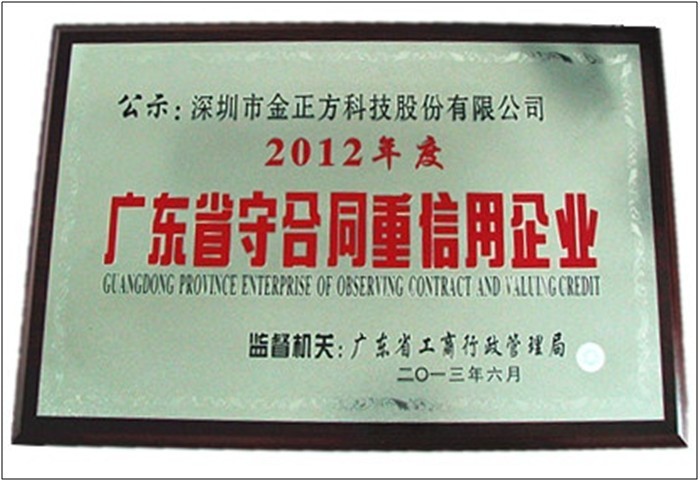 公示：深圳市金正方科技股份有限公司
2012年度
广东省守合同重信用企业
GUANGDONG PROVINCE ENTERPRISE OF OBSERVING CONTRACT AND VALUING CREDIT
监督机关：广东省工商行政管理局
二〇一三年六月